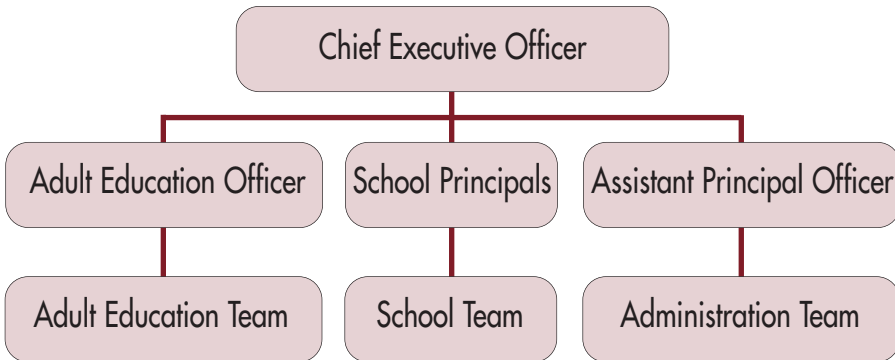 Chief Executive Officer
Adult Education Officer
School Principals
Assistant Principal Officer
Adult Education Team
School Team
Administration Team